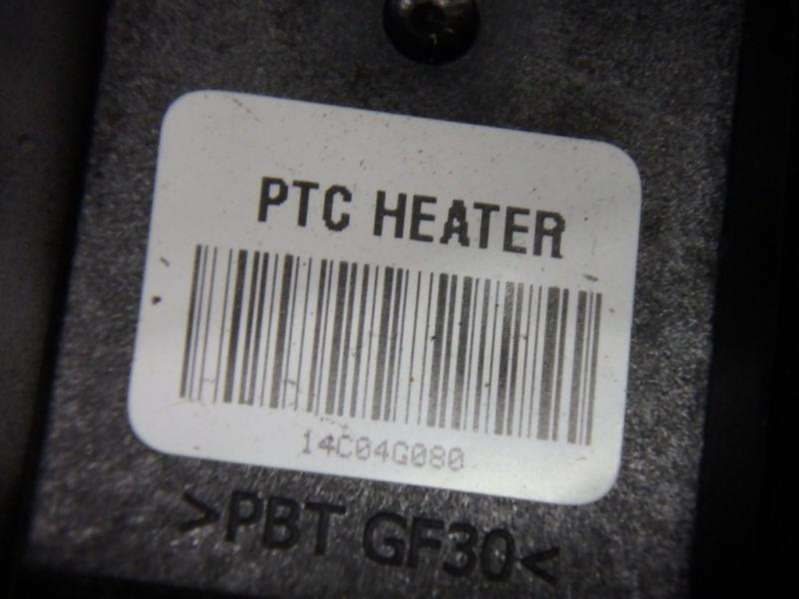 PTC HEATER
14C04G080
>PBT GF30<